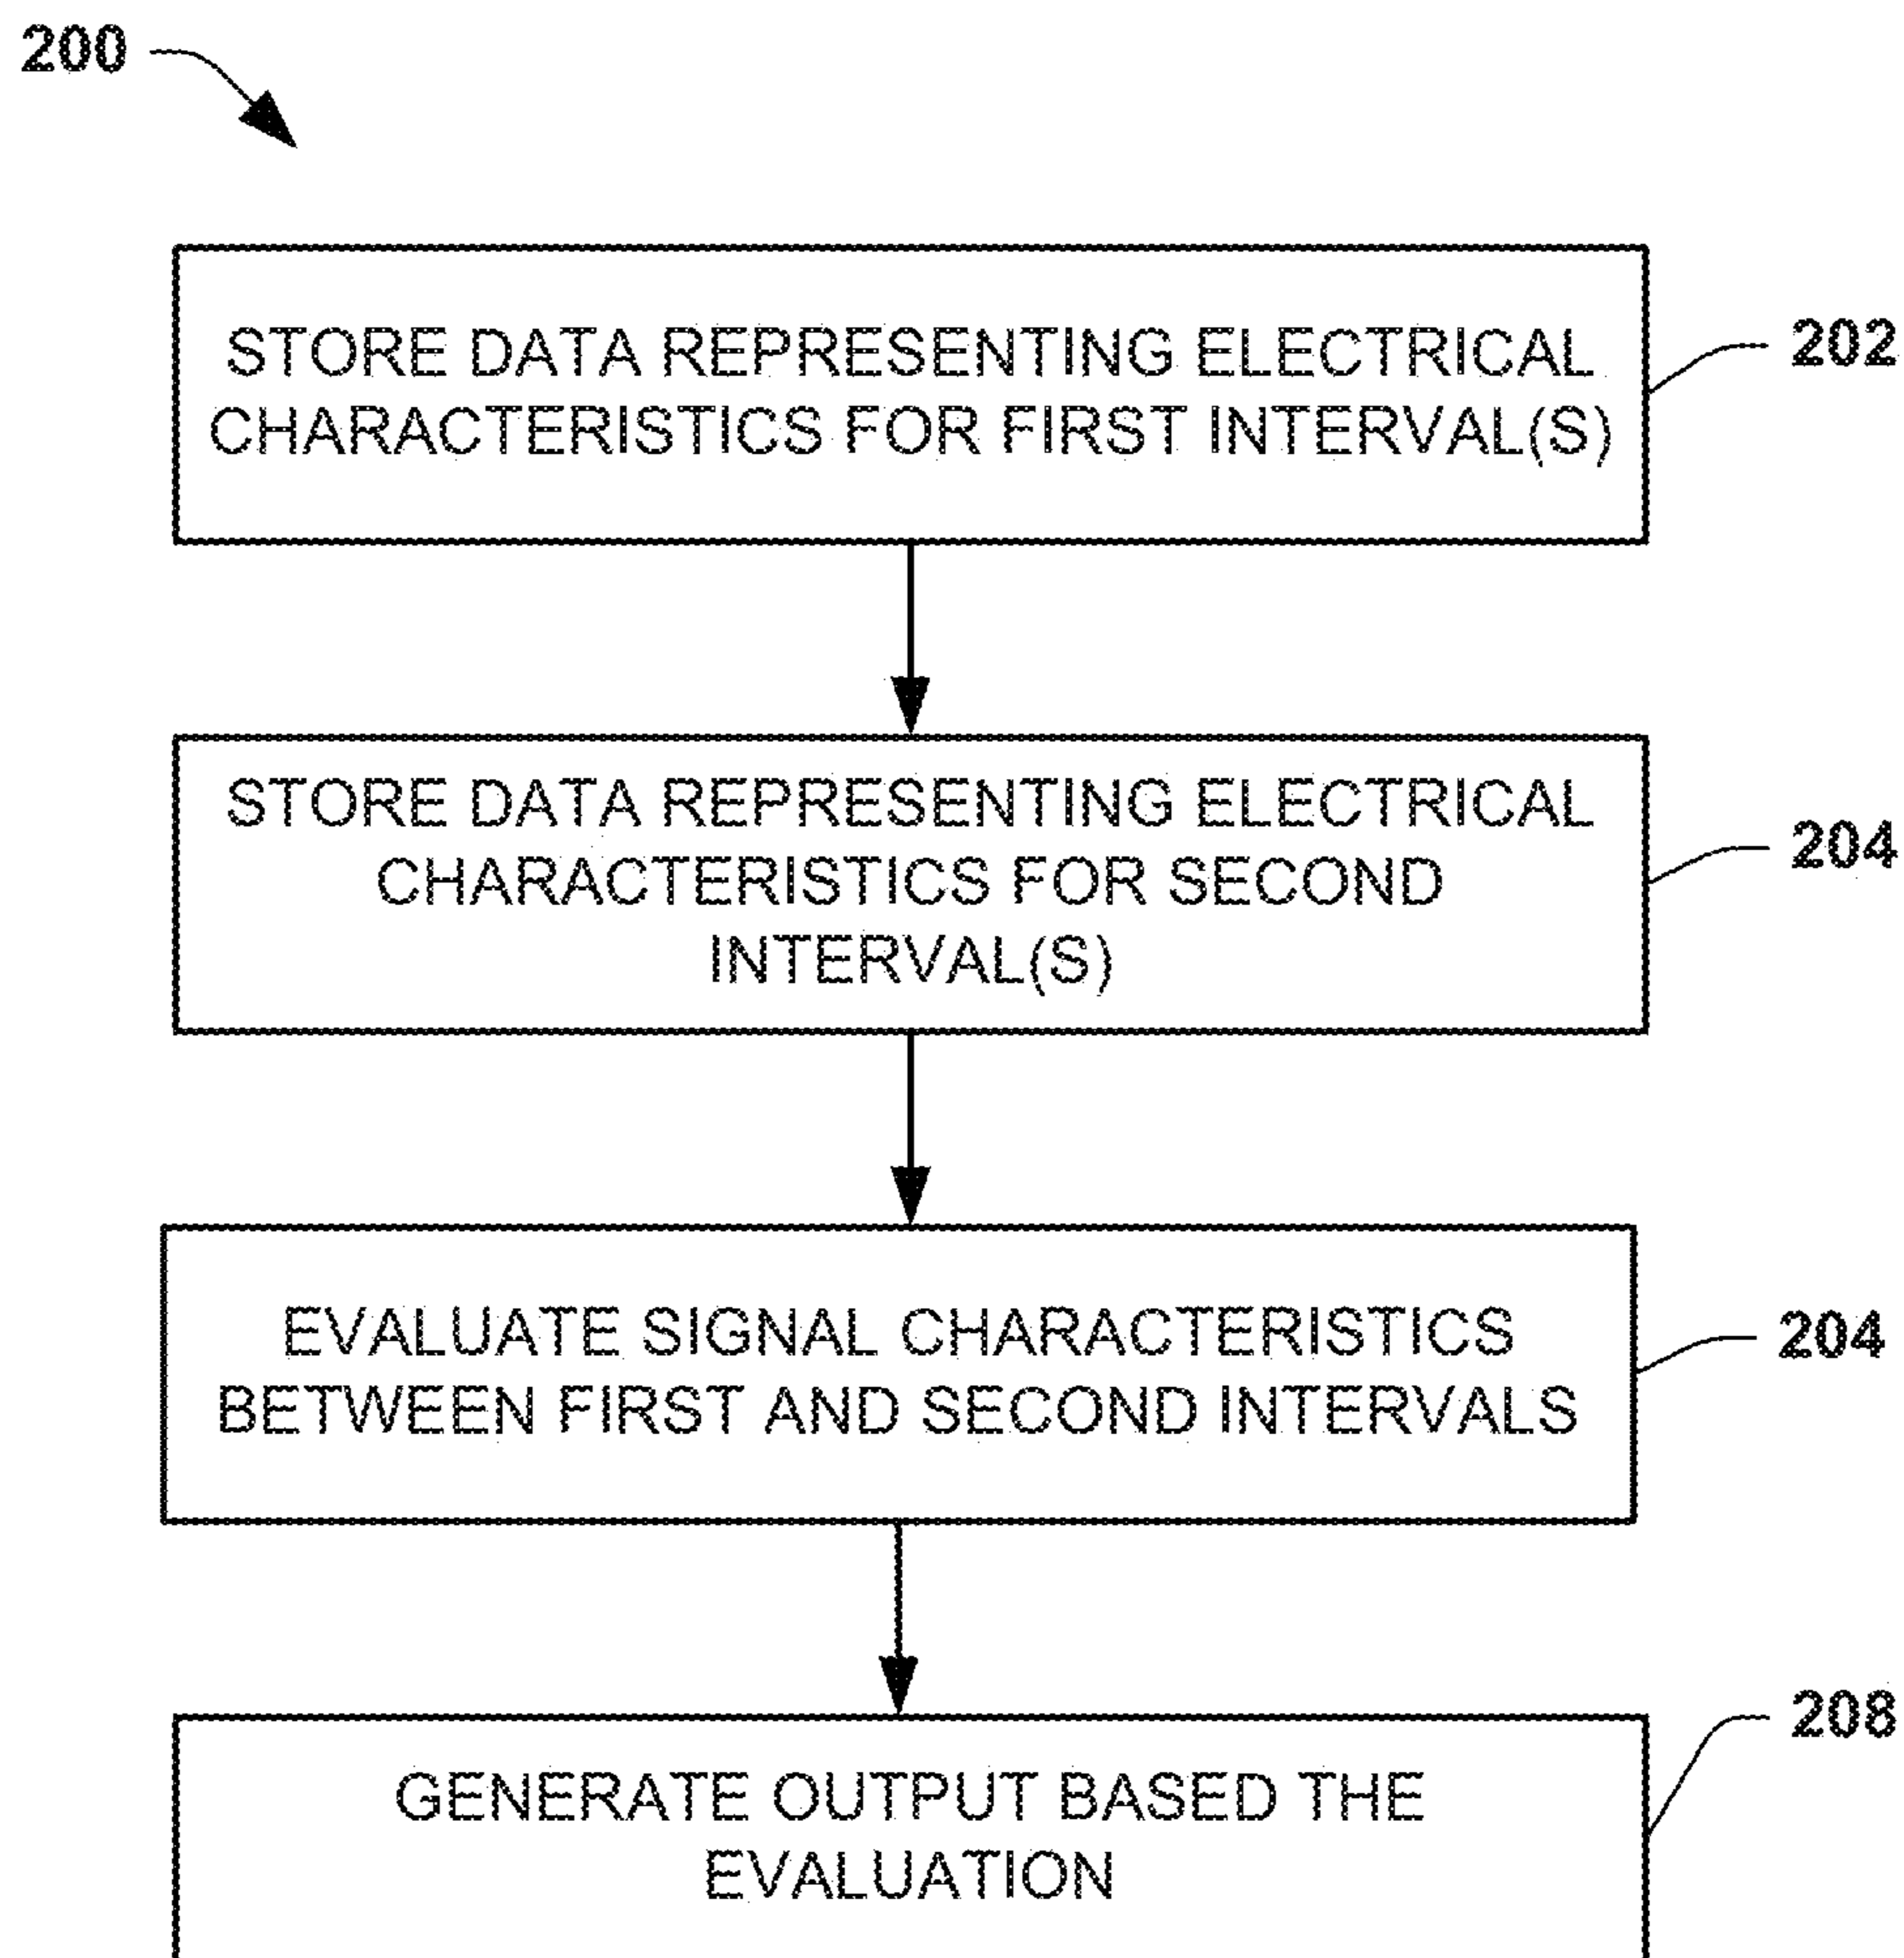 200
STORE DATA REPRESENTING ELECTRICAL
CHARACTERISTICS FOR FIRST INTERVAL(S)
202
STORE DATA REPRESENTING ELECTRICAL
CHARACTERISTICS FOR SECOND
INTERVAL(S)
204
EVALUATE SIGNAL CHARACTERISTICS
BETWEEN FIRST AND SECOND INTERVALS
204
GENERATE OUTPUT BASED THE
EVALUATION
208